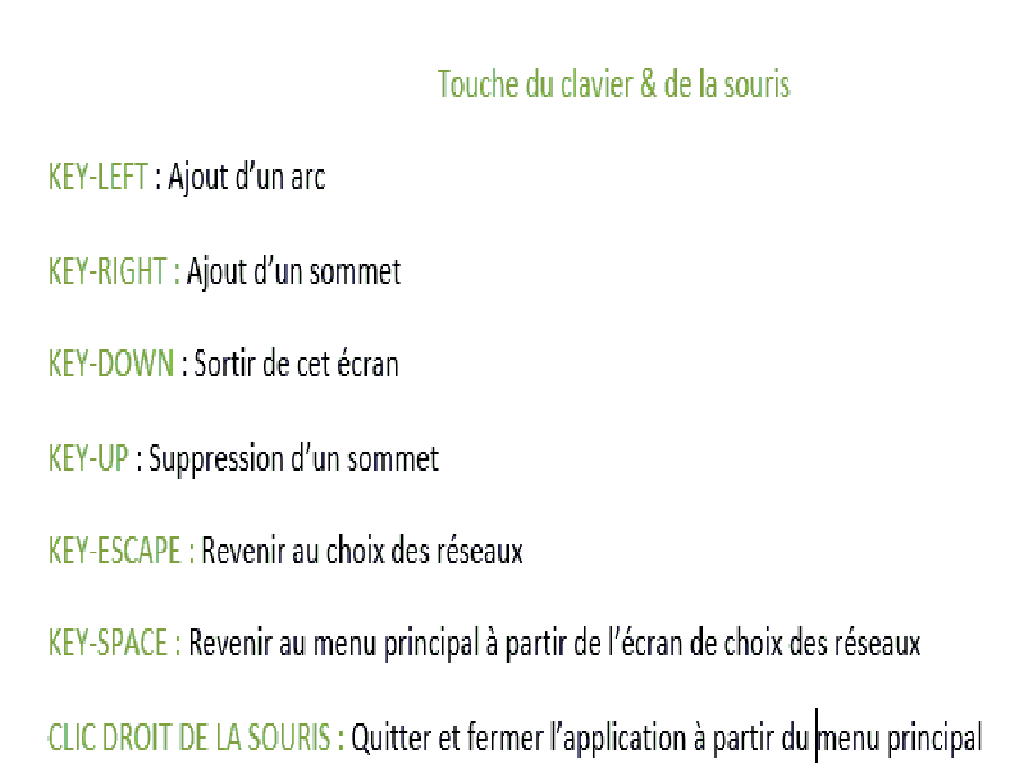 Touche du clavier & de la souris
KEY-LEFT : Ajout d’un arc
KEY-RIGHT : Ajout d’un sommet
KEY-DOWN : Sortir de cet écran
KEY-UP : Suppression d’un sommet
KEY-ESCAPE : Revenir au choix des réseaux
KEY-SPACE : Revenir au menu principal à partir de l’écran de choix des réseaux
CLIC DROIT DE LA SOURIS : Quitter et fermer l’application à partir du menu principal